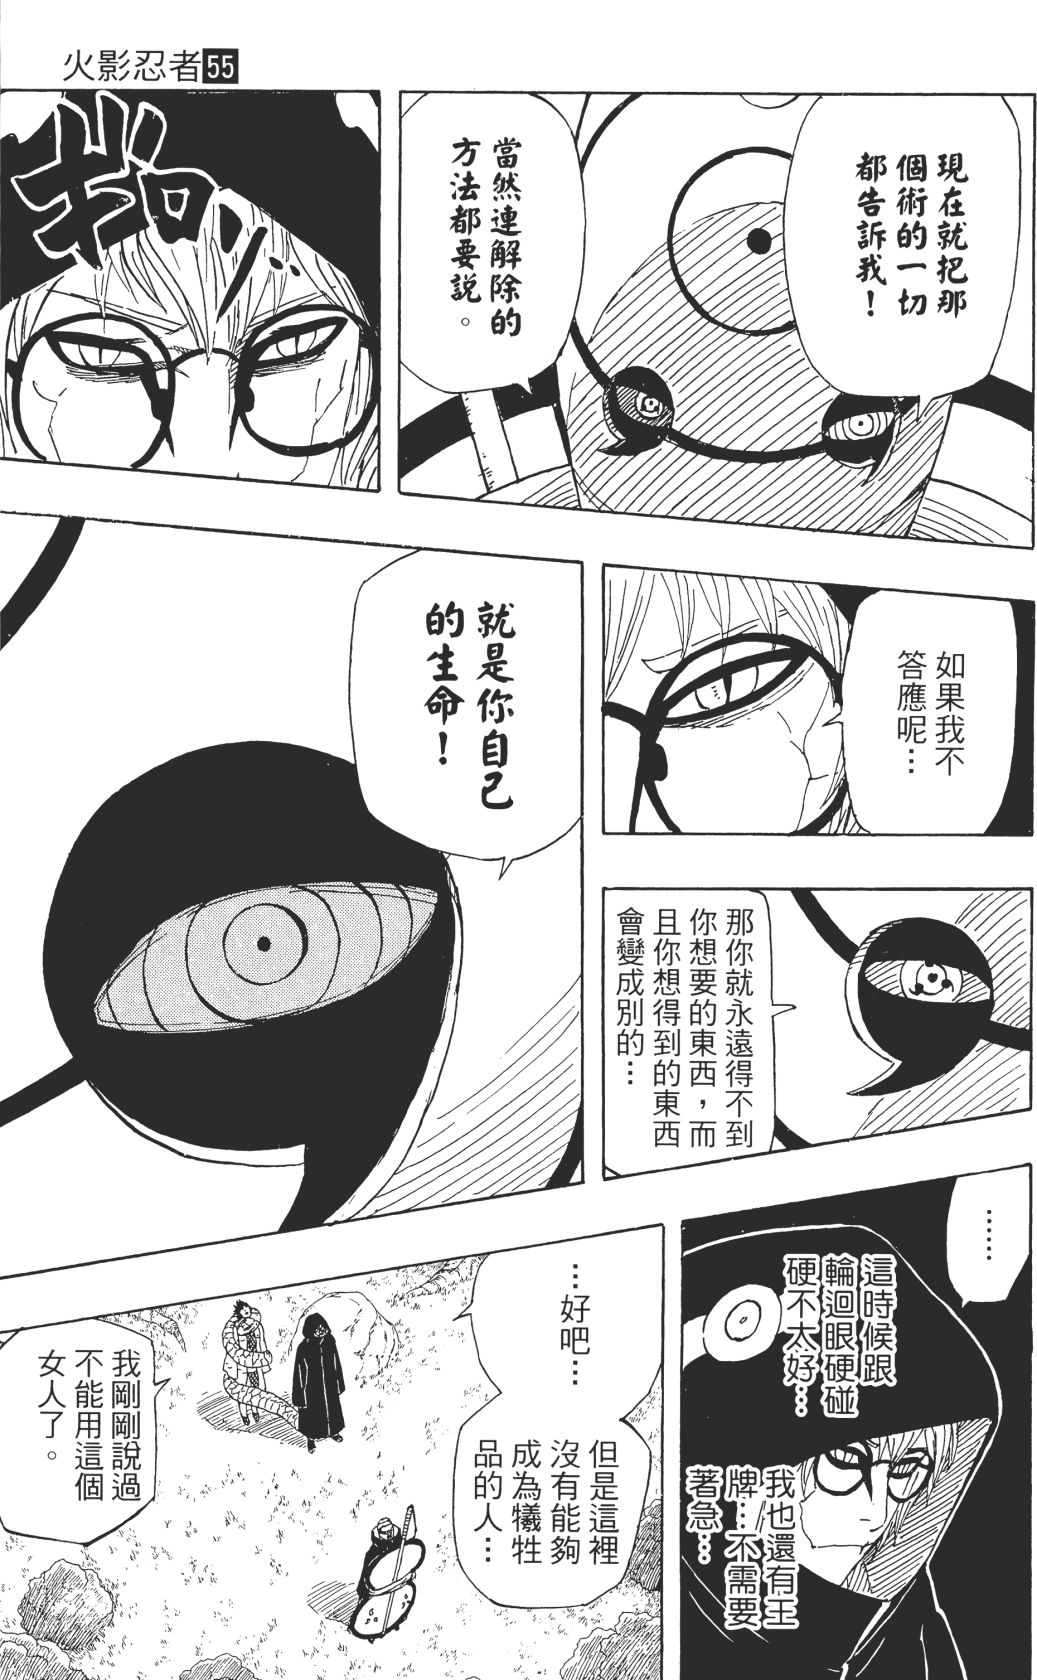 火影忍者55
現在就把那
個術的一切
都告訴我！
當然連解除的
方法都要說。
ギロッ
如果我不
答應呢…
那你就永遠得不到
你想要的東西，而
且你想得到的東西
會變成別的…
就是你自己
的生命！
……
這時候跟
輪迴眼硬碰
硬不太好…
我也還有王
牌…不需要
著急…
…好吧…
但是這裡
沒有能夠
成為犧牲
品的人…
我剛剛說過
不能用這個
女人了。